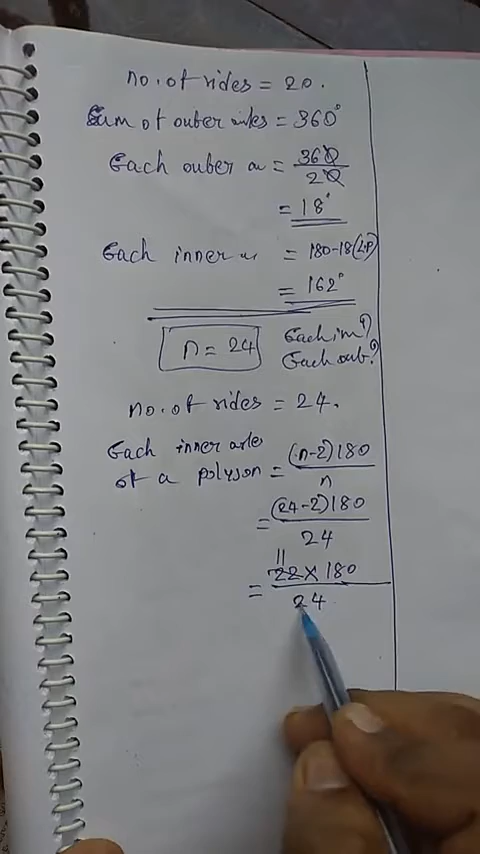 no. of sides = 20.
Sum of outer angles = 360°
Each outer ∠ = 360/20
= 18°
Each inner ∠ = 180-18(L.P)
= 162°
n = 24 Each in? 
Each out?
no. of sides = 24.
Each inner angle
of a polygon = (n-2)180/n
= (24-2)180/24
11
= 22×180/24